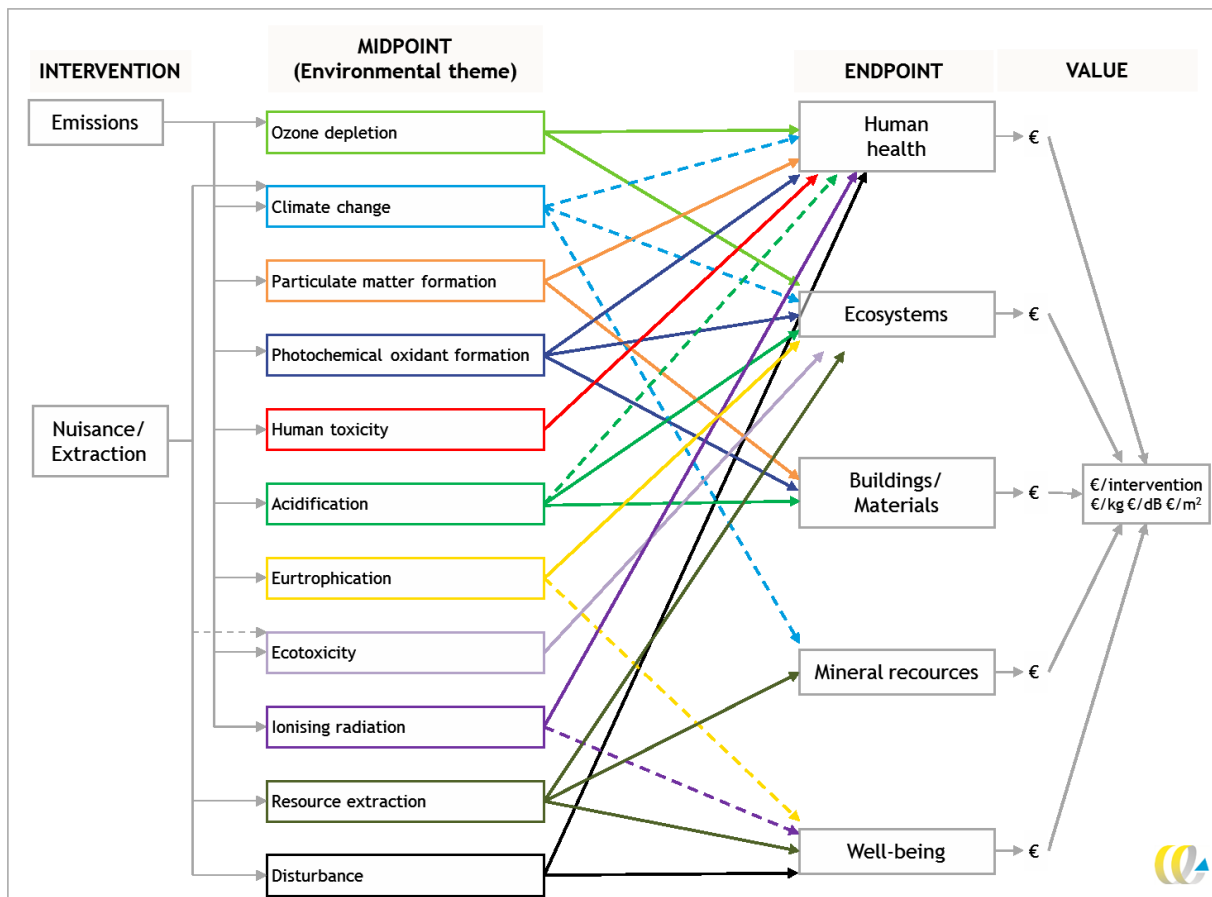 INTERVENTION
MIDPOINT
(Environmental theme)
ENDPOINT
VALUE
Emissions
Nuisance/
Extraction
Ozone depletion
Climate change
Particulate matter formation
Photochemical oxidant formation
Human toxicity
Acidification
Eurtrophication
Ecotoxicity
Ionising radiation
Resource extraction
Disturbance
Human
health
Ecosystems
Buildings/
Materials
Mineral recources
Well-being
€
€
€
€
€
€/intervention
€/kg €/dB €/m²